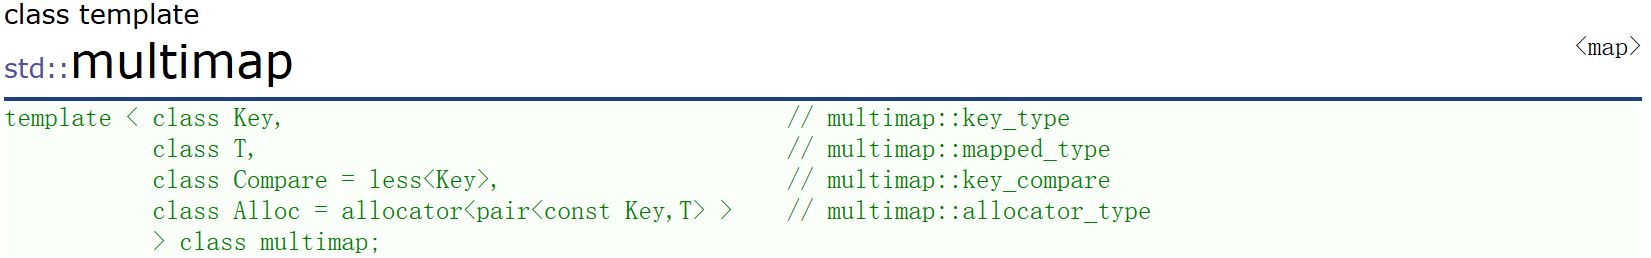 class template
std::multimap
<map>
template < class Key,                                     // multimap::key_type
           class T,                                       // multimap::mapped_type
           class Compare = less<Key>,                     // multimap::key_compare
           class Alloc = allocator<pair<const Key,T> >    // multimap::allocator_type
           > class multimap;